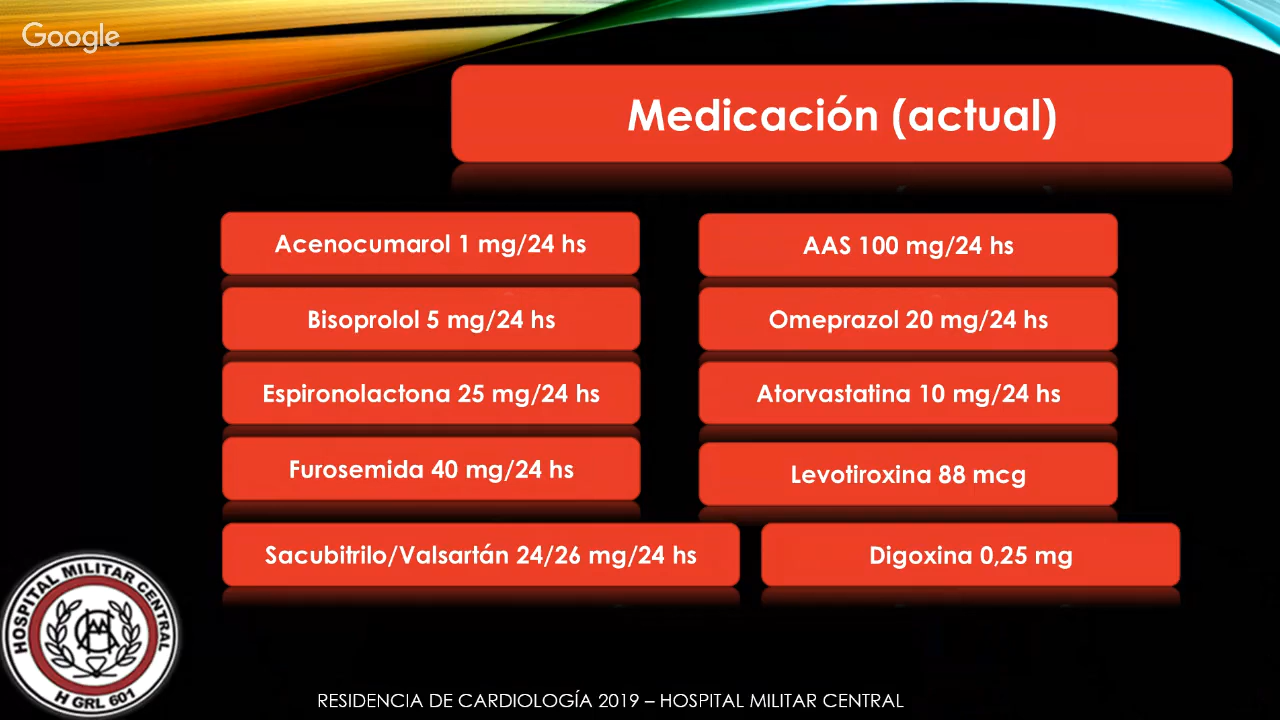 Google
Medicación (actual)
Acenocumarol 1 mg/24 hs
AAS 100 mg/24 hs
Bisoprolol 5 mg/24 hs
Omeprazol 20 mg/24 hs
Espironolactona 25 mg/24 hs
Atorvastatina 10 mg/24 hs
Furosemida 40 mg/24 hs
Levotiroxina 88 mcg
Sacubitrilo/Valsartán 24/26 mg/24 hs
Digoxina 0,25 mg
HOSPITAL MILITAR CENTRAL
H GRL 601
RESIDENCIA DE CARDIOLOGÍA 2019 – HOSPITAL MILITAR CENTRAL